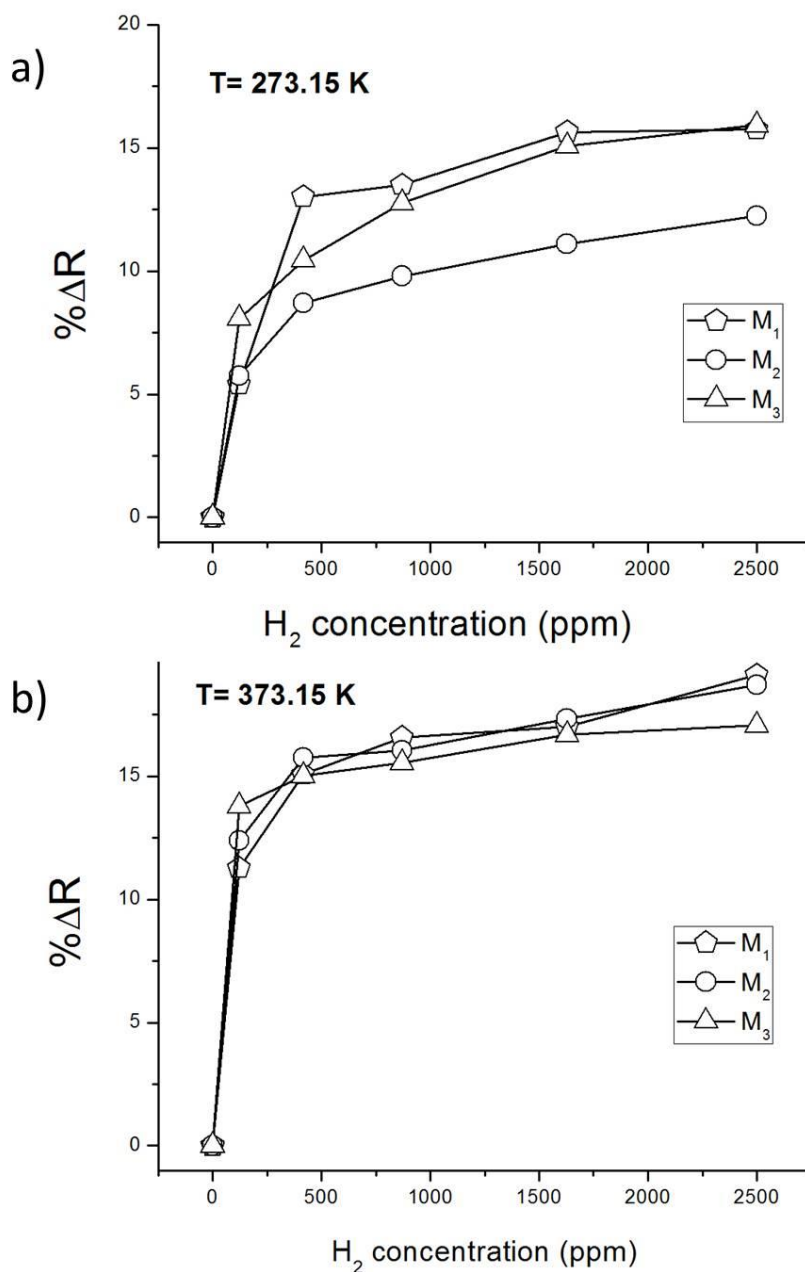 a)
T= 273.15 K
20
15
10
5
0
%ΔR
M₁
M₂
M₃
0 500 1000 1500 2000 2500
H₂ concentration (ppm)
b)
T= 373.15 K
15
10
5
0
%ΔR
M₁
M₂
M₃
0 500 1000 1500 2000 2500
H₂ concentration (ppm)